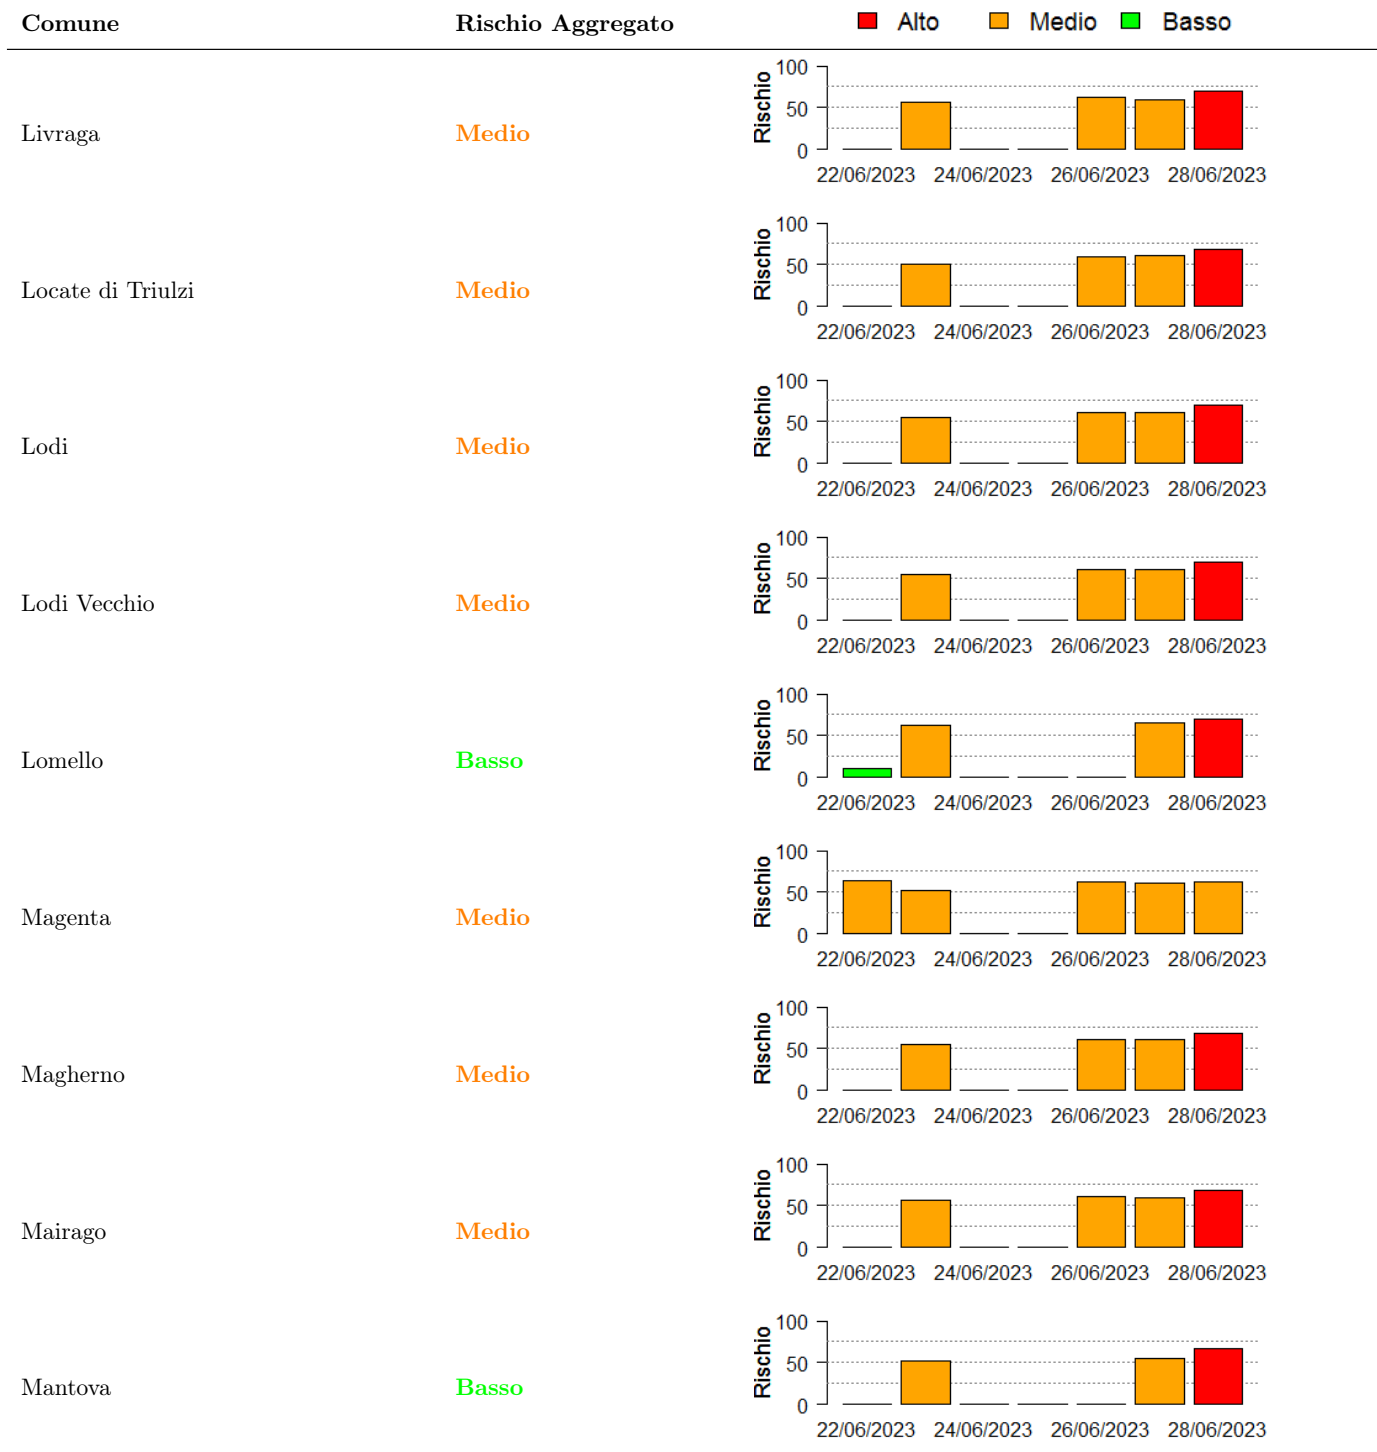 Comune Rischio Aggregato Alto Medio Basso
100
50
0
Rischio
Livraga Medio
22/06/2023 24/06/2023 26/06/2023 28/06/2023
100
50
0
Rischio
Locate di Triulzi Medio
22/06/2023 24/06/2023 26/06/2023 28/06/2023
100
50
0
Rischio
Lodi Medio
22/06/2023 24/06/2023 26/06/2023 28/06/2023
100
50
0
Rischio
Lodi Vecchio Medio
22/06/2023 24/06/2023 26/06/2023 28/06/2023
100
50
0
Rischio
Lomello Basso
22/06/2023 24/06/2023 26/06/2023 28/06/2023
100
50
0
Rischio
Magenta Medio
22/06/2023 24/06/2023 26/06/2023 28/06/2023
100
50
0
Rischio
Magherno Medio
22/06/2023 24/06/2023 26/06/2023 28/06/2023
100
50
0
Rischio
Mairago Medio
22/06/2023 24/06/2023 26/06/2023 28/06/2023
100
50
0
Rischio
Mantova Basso
22/06/2023 24/06/2023 26/06/2023 28/06/2023